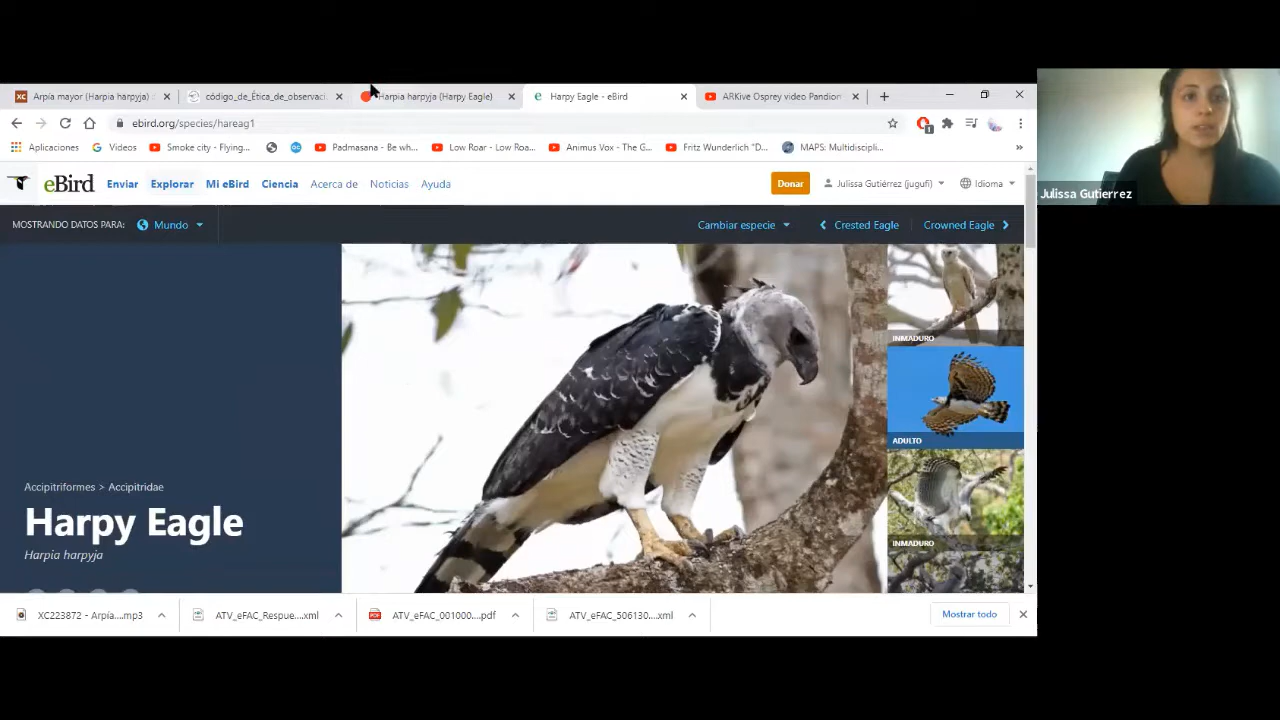 Arpía mayor (Harpia harpyja)
código_de_Ética_de_observaci
Harpia harpyja (Harpy Eagle)
Harpy Eagle - eBird
ARKive Osprey video Pandion
ebird.org/species/hareag1
1
Aplicaciones
Videos
Smoke city - Flying...
Padmasana - Be wh...
Low Roar - Low Roa...
Animus Vox - The G...
Fritz Wunderlich "D...
MAPS: Multidiscipli...
eBird
Enviar
Explorar
Mi eBird
Ciencia
Acerca de
Noticias
Ayuda
Donar
Julissa Gutiérrez (jugufi)
Idioma
MOSTRANDO DATOS PARA:
Mundo
Cambiar especie
Crested Eagle
Crowned Eagle
INMADURO
ADULTO
INMADURO
Accipitriformes > Accipitridae
Harpy Eagle
Harpia harpyja
XC223872 - Arpía....mp3
ATV_eFAC_Respue....xml
ATV_eFAC_001000....pdf
ATV_eFAC_506130....xml
Mostrar todo
Julissa Gutierrez